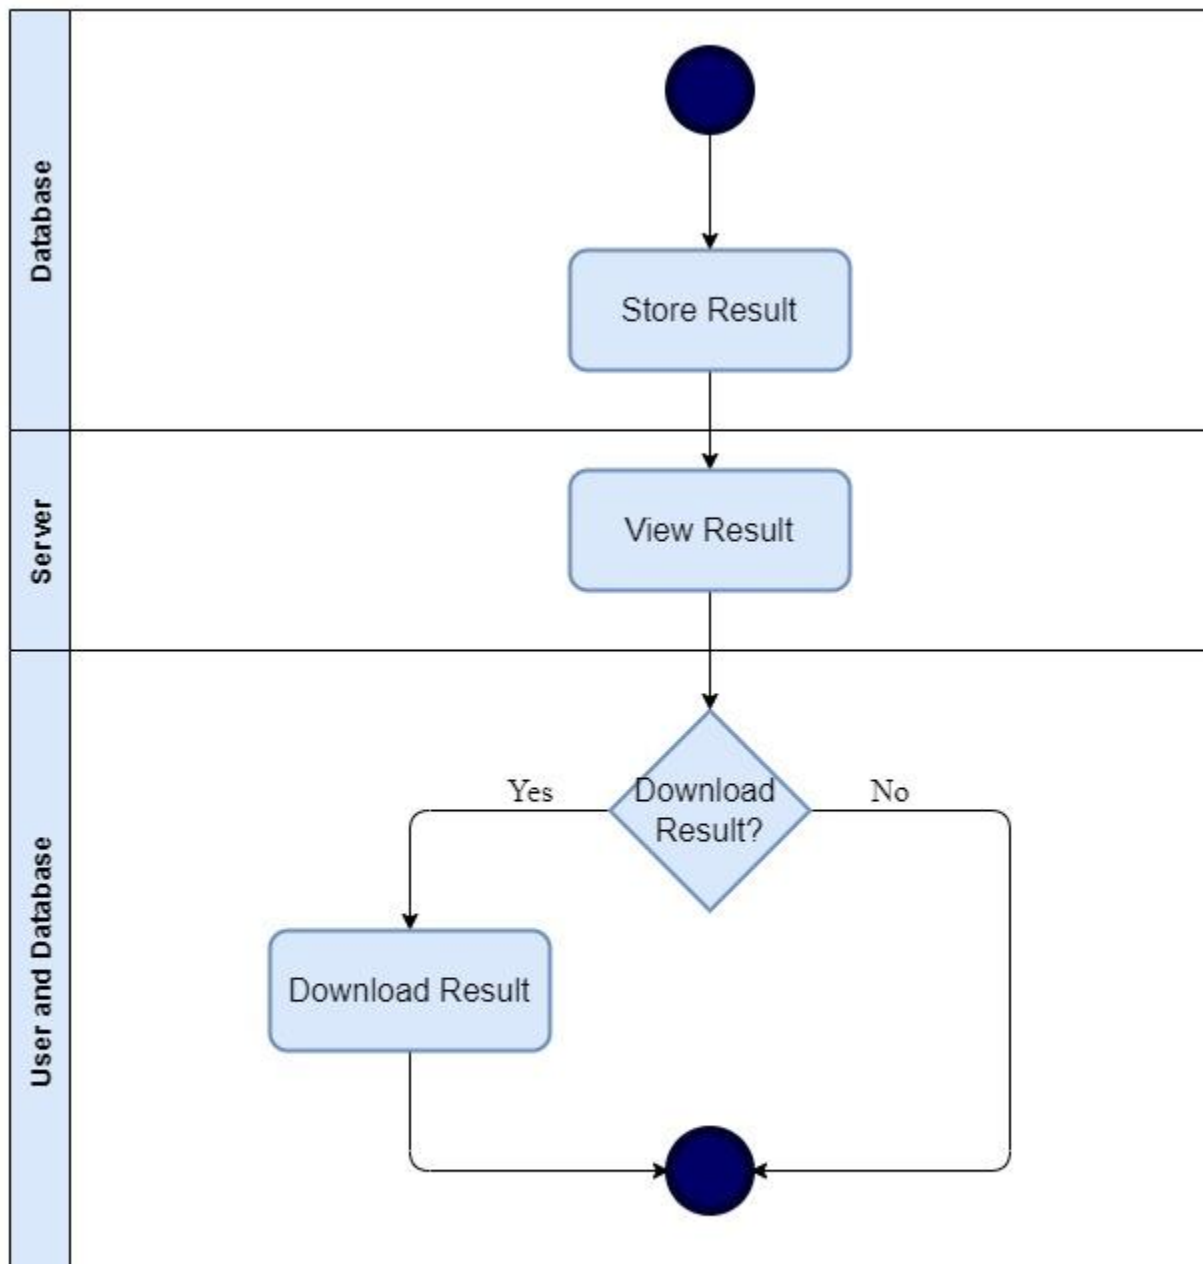 Database
Store Result
Server
View Result
User and Database
Download
Result?
Yes
No
Download Result